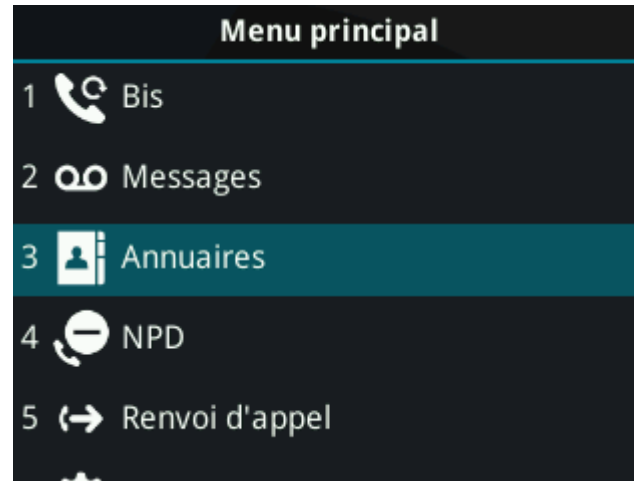 Menu principal
1 Bis
2 Messages
3 Annuaires
4 NPD
5 Renvoi d'appel